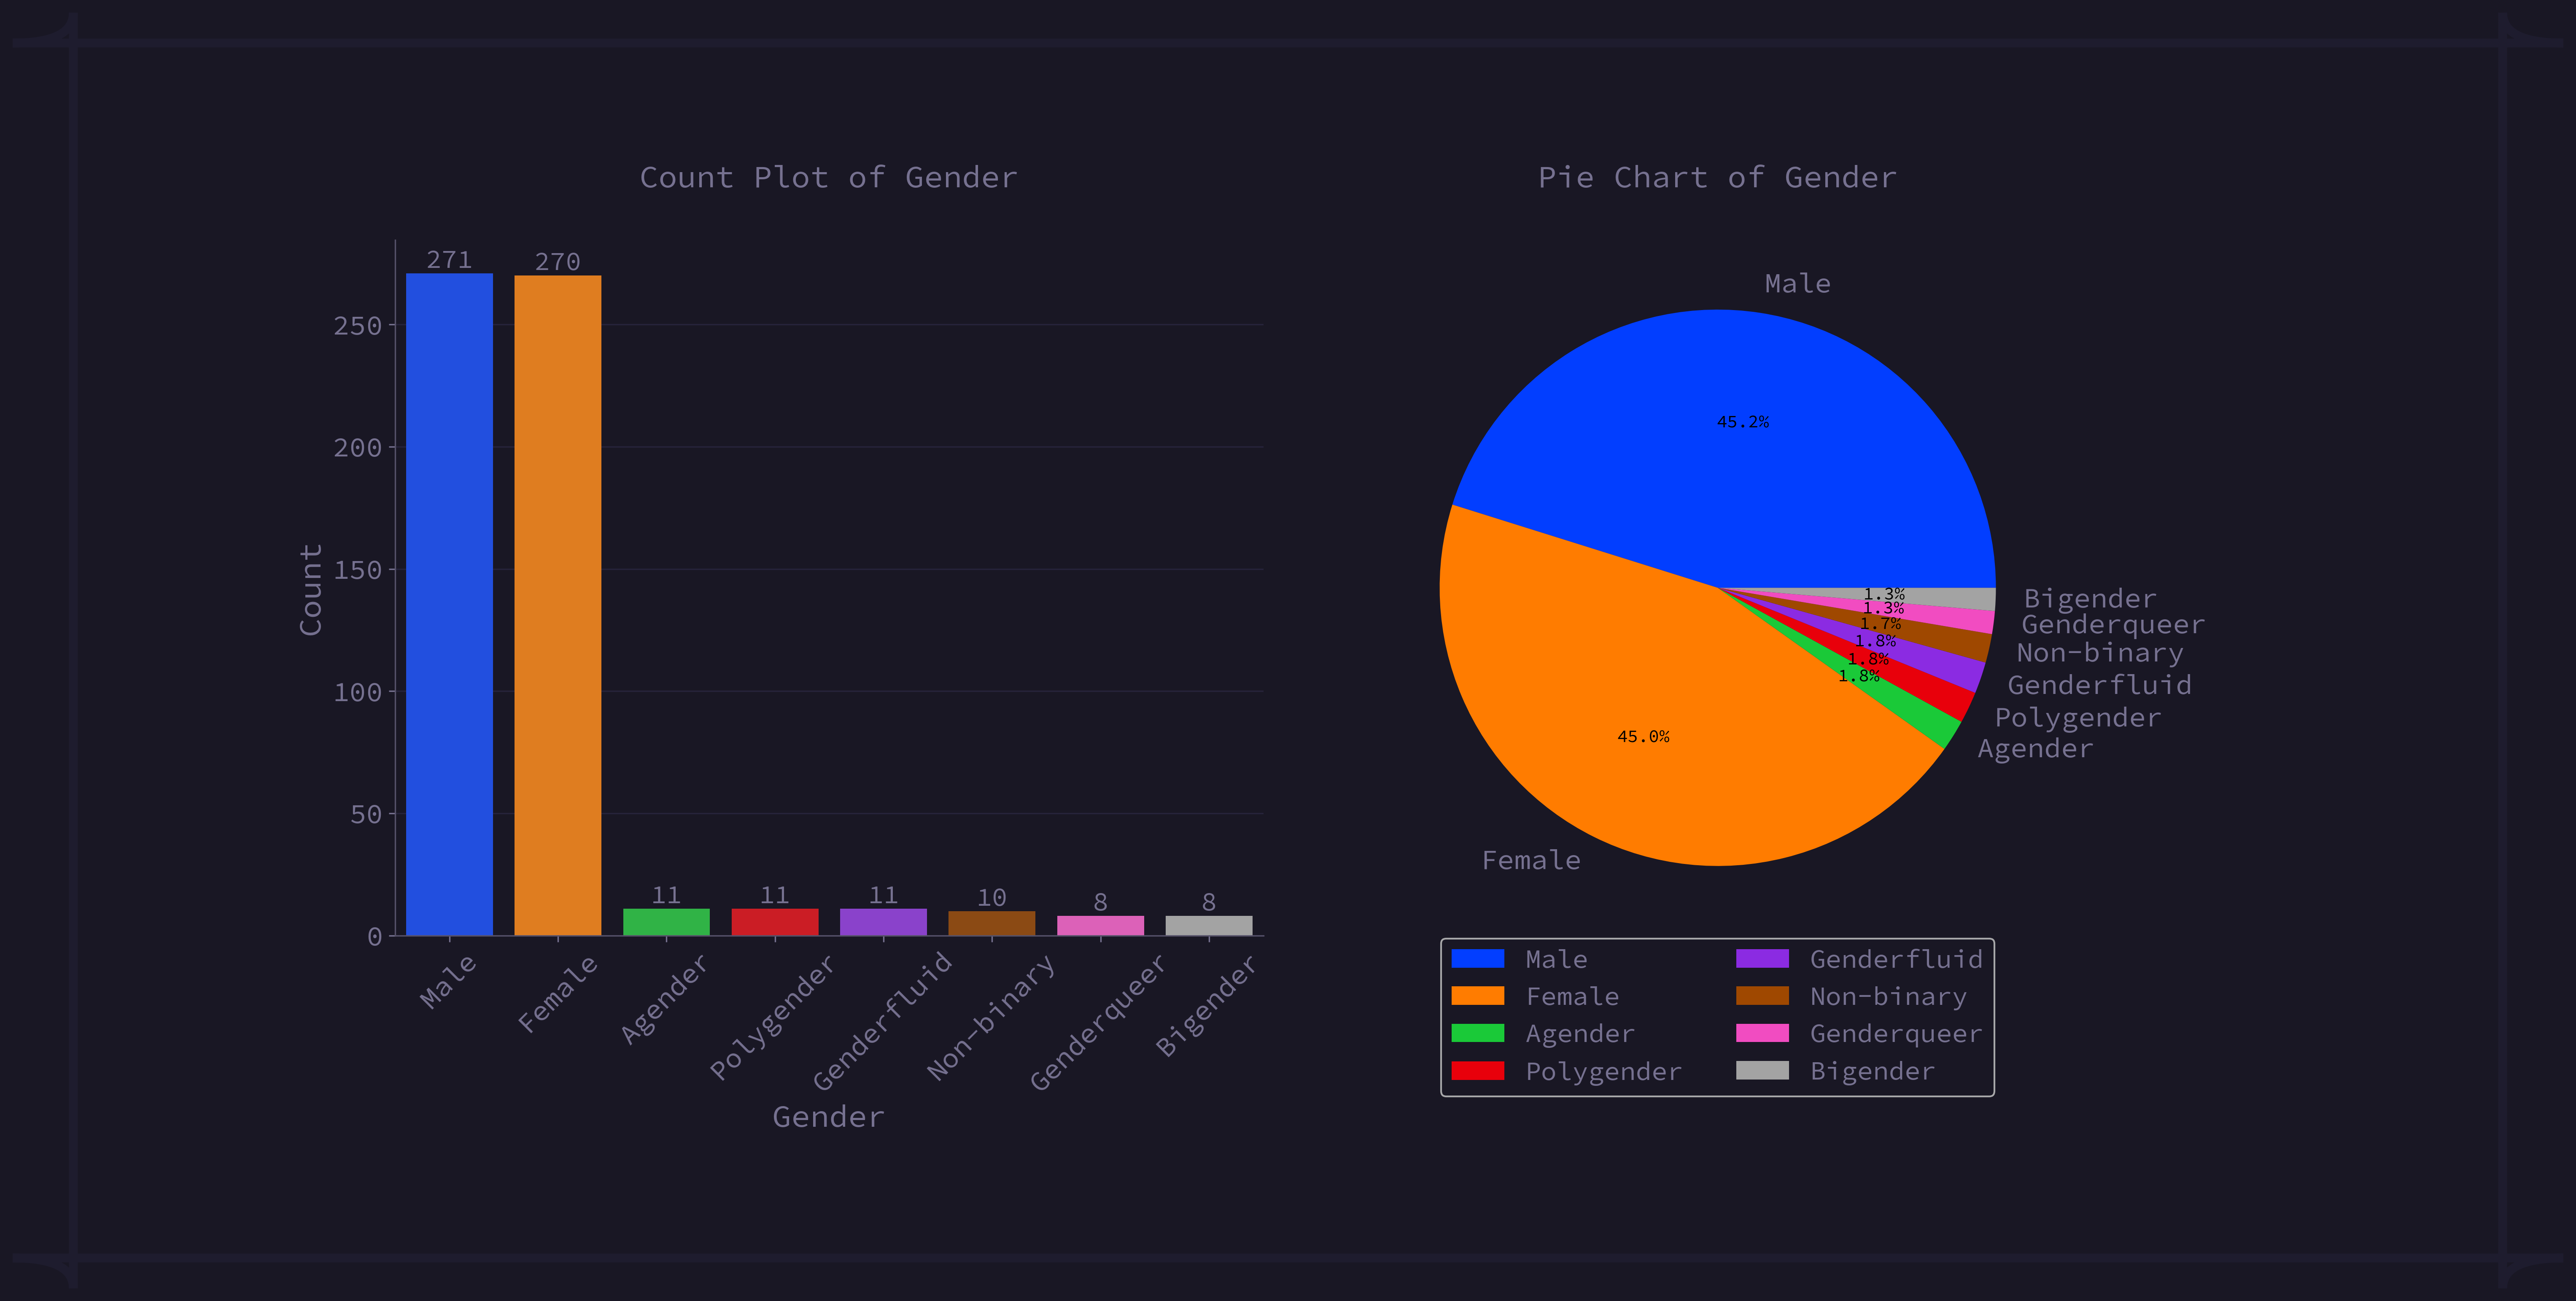 Count Plot of Gender
271
270
250
200
150
100
50
0
11
11
11
10
8
8
Count
Male
Female
Agender
Polygender
Genderfluid
Non-binary
Genderqueer
Bigender
Gender
Pie Chart of Gender
Male
45.2%
1.3%
Bigender
1.3%
Genderqueer
1.7%
Non-binary
1.8%
Genderfluid
1.8%
Polygender
1.8%
Agender
45.0%
Female
Male
Female
Agender
Polygender
Genderfluid
Non-binary
Genderqueer
Bigender